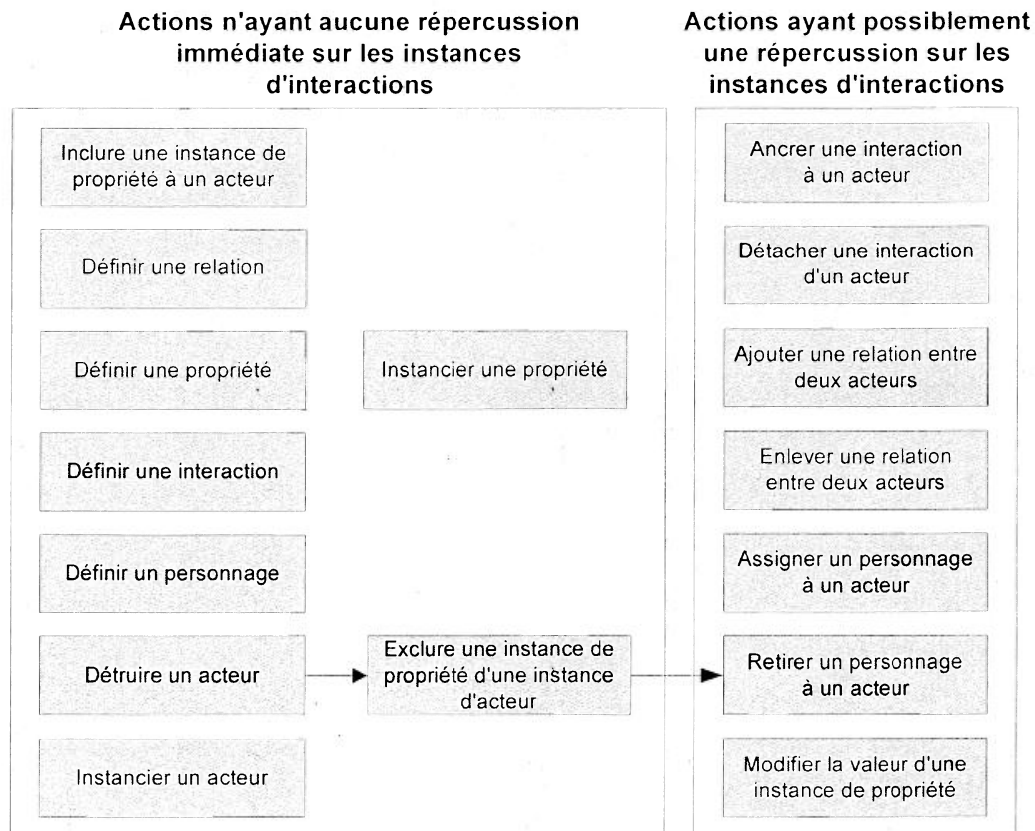 Actions n'ayant aucune répercussion
immédiate sur les instances
d'interactions
Actions ayant possiblement
une répercussion sur les
instances d'interactions
Inclure une instance de
propriété à un acteur
Définir une relation
Définir une propriété
Instancier une propriété
Définir une interaction
Définir un personnage
Détruire un acteur
Exclure une instance de
propriété d'une instance
d'acteur
Instancier un acteur
Ancrer une interaction
à un acteur
Détacher une interaction
d'un acteur
Ajouter une relation entre
deux acteurs
Enlever une relation
entre deux acteurs
Assigner un personnage
à un acteur
Retirer un personnage
à un acteur
Modifier la valeur d'une
instance de propriété